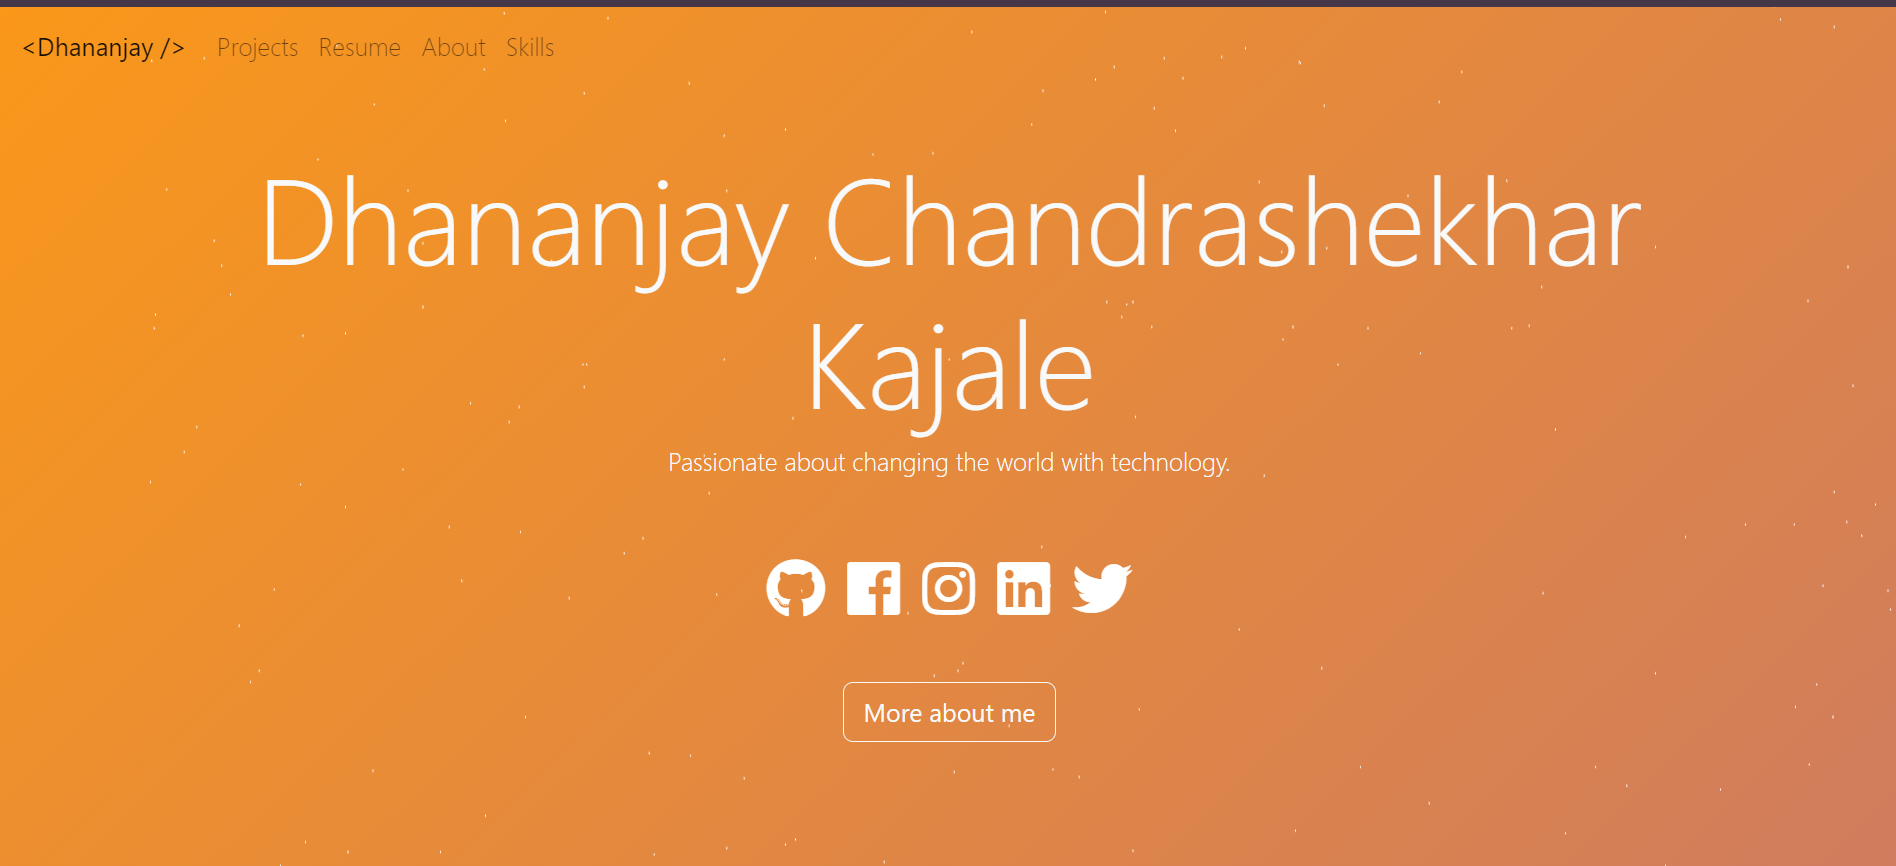 <Dhananjay /> Projects Resume About Skills
Dhananjay Chandrashekhar
Kajale
Passionate about changing the world with technology.
More about me